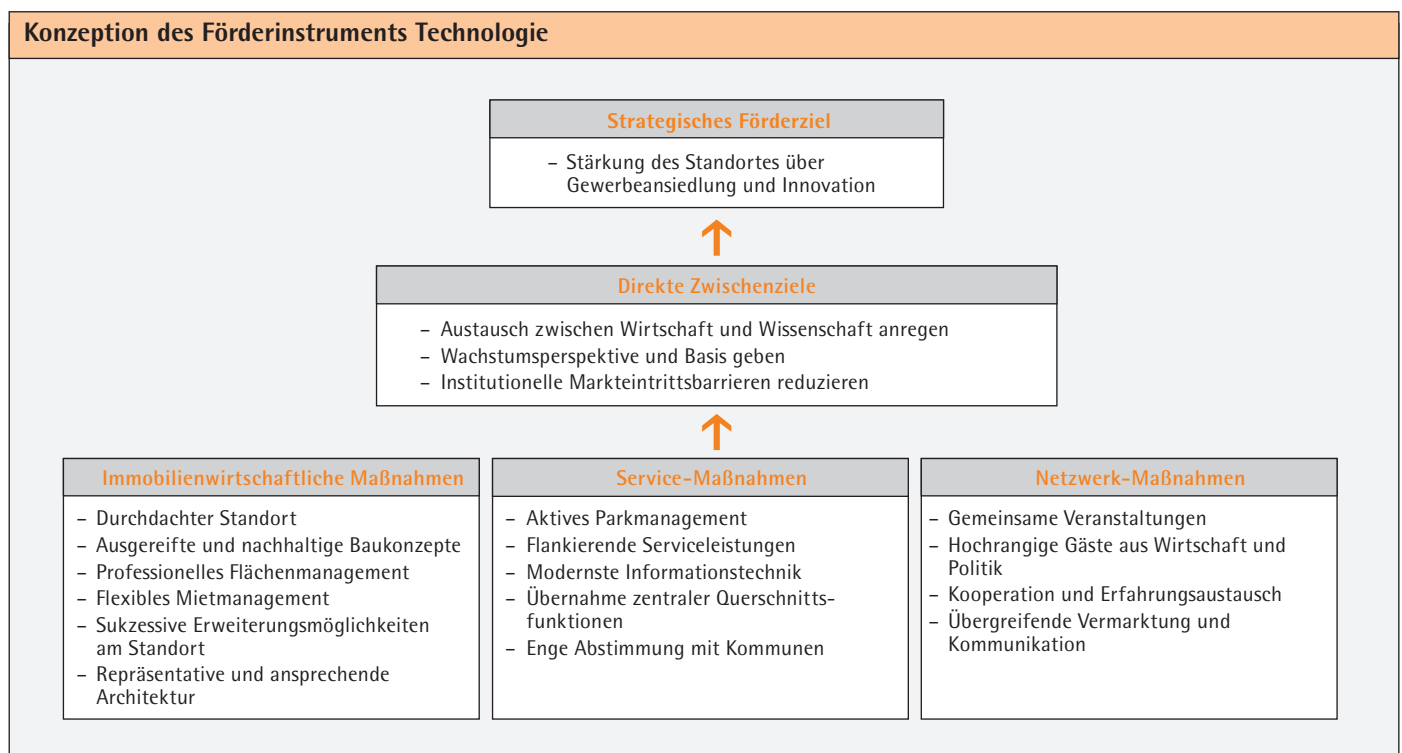 Konzeption des Förderinstruments Technologie
Strategisches Förderziel
– Stärkung des Standortes über
Gewerbeansiedlung und Innovation
Direkte Zwischenziele
– Austausch zwischen Wirtschaft und Wissenschaft anregen
– Wachstumsperspektive und Basis geben
– Institutionelle Markteintrittsbarrieren reduzieren
Immobilienwirtschaftliche Maßnahmen
– Durchdachter Standort
– Ausgereifte und nachhaltige Baukonzepte
– Professionelles Flächenmanagement
– Flexibles Mietmanagement
– Sukzessive Erweiterungsmöglichkeiten
am Standort
– Repräsentative und ansprechende
Architektur
Service-Maßnahmen
– Aktives Parkmanagement
– Flankierende Serviceleistungen
– Modernste Informationstechnik
– Übernahme zentraler Querschnitts-
funktionen
– Enge Abstimmung mit Kommunen
Netzwerk-Maßnahmen
– Gemeinsame Veranstaltungen
– Hochrangige Gäste aus Wirtschaft und
Politik
– Kooperation und Erfahrungsaustausch
– Übergreifende Vermarktung und
Kommunikation